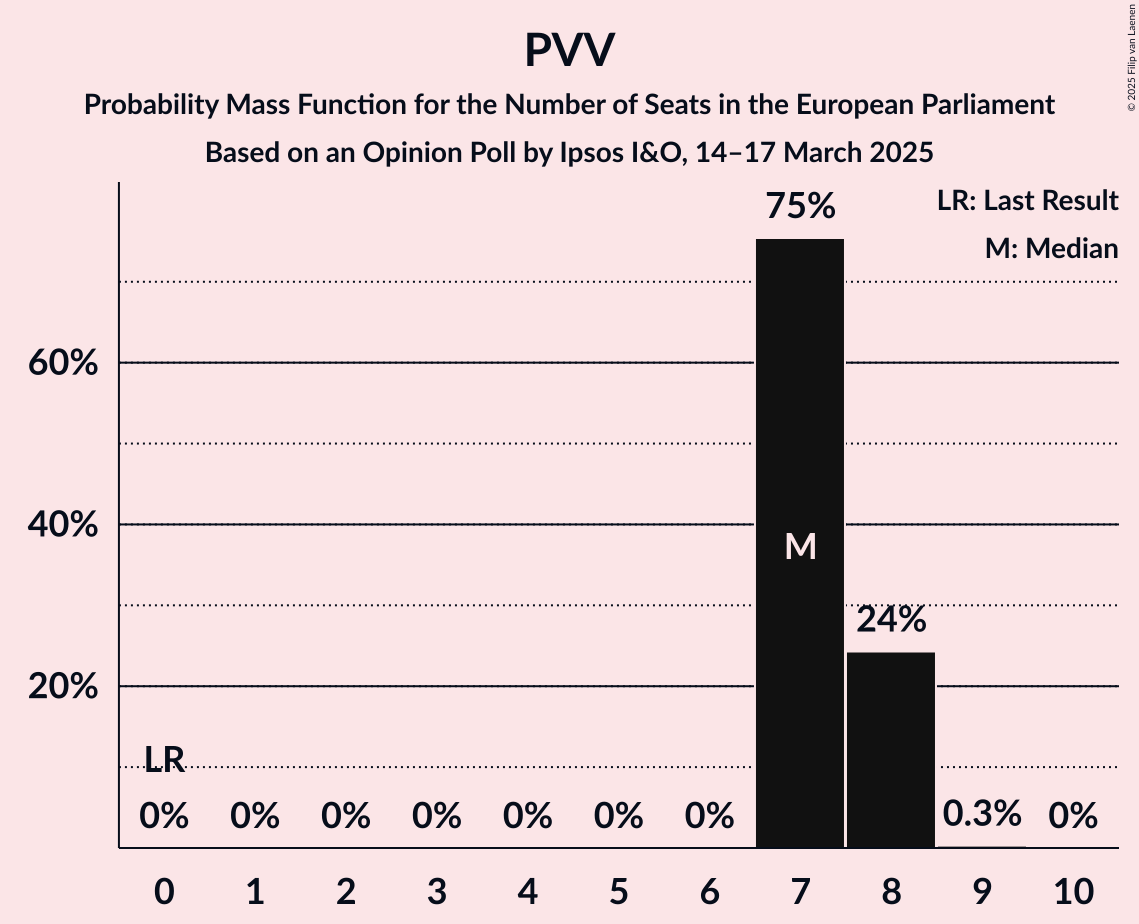 PVV
Probability Mass Function for the Number of Seats in the European Parliament
Based on an Opinion Poll by Ipsos I&O, 14–17 March 2025
© 2025 Filip van Laenen
LR: Last Result
M: Median
75%
60%
M
40%
24%
20%
LR
0% 0% 0% 0% 0% 0% 0% 0.3% 0%
0 1 2 3 4 5 6 7 8 9 10